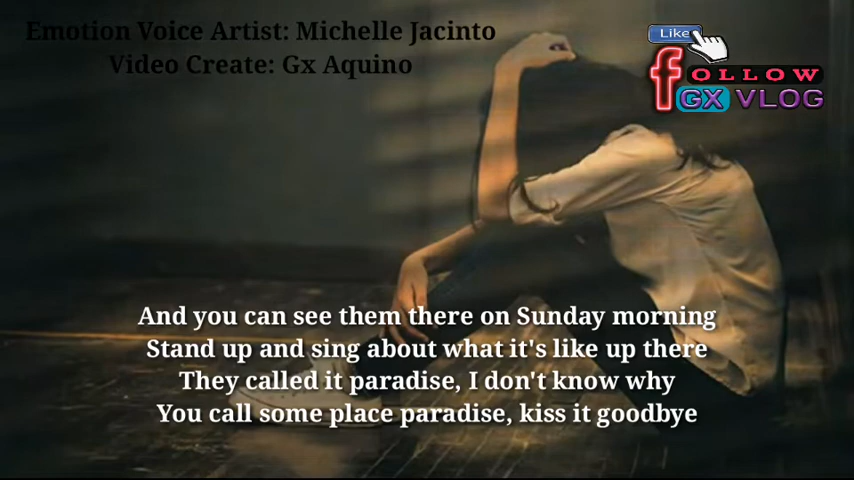 Emotion Voice Artist: Michelle Jacinto
Video Create: Gx Aquino
Like
fOLLOW
GX VLOG
And you can see them there on Sunday morning
Stand up and sing about what it's like up there
They called it paradise, I don't know why
You call some place paradise, kiss it goodbye